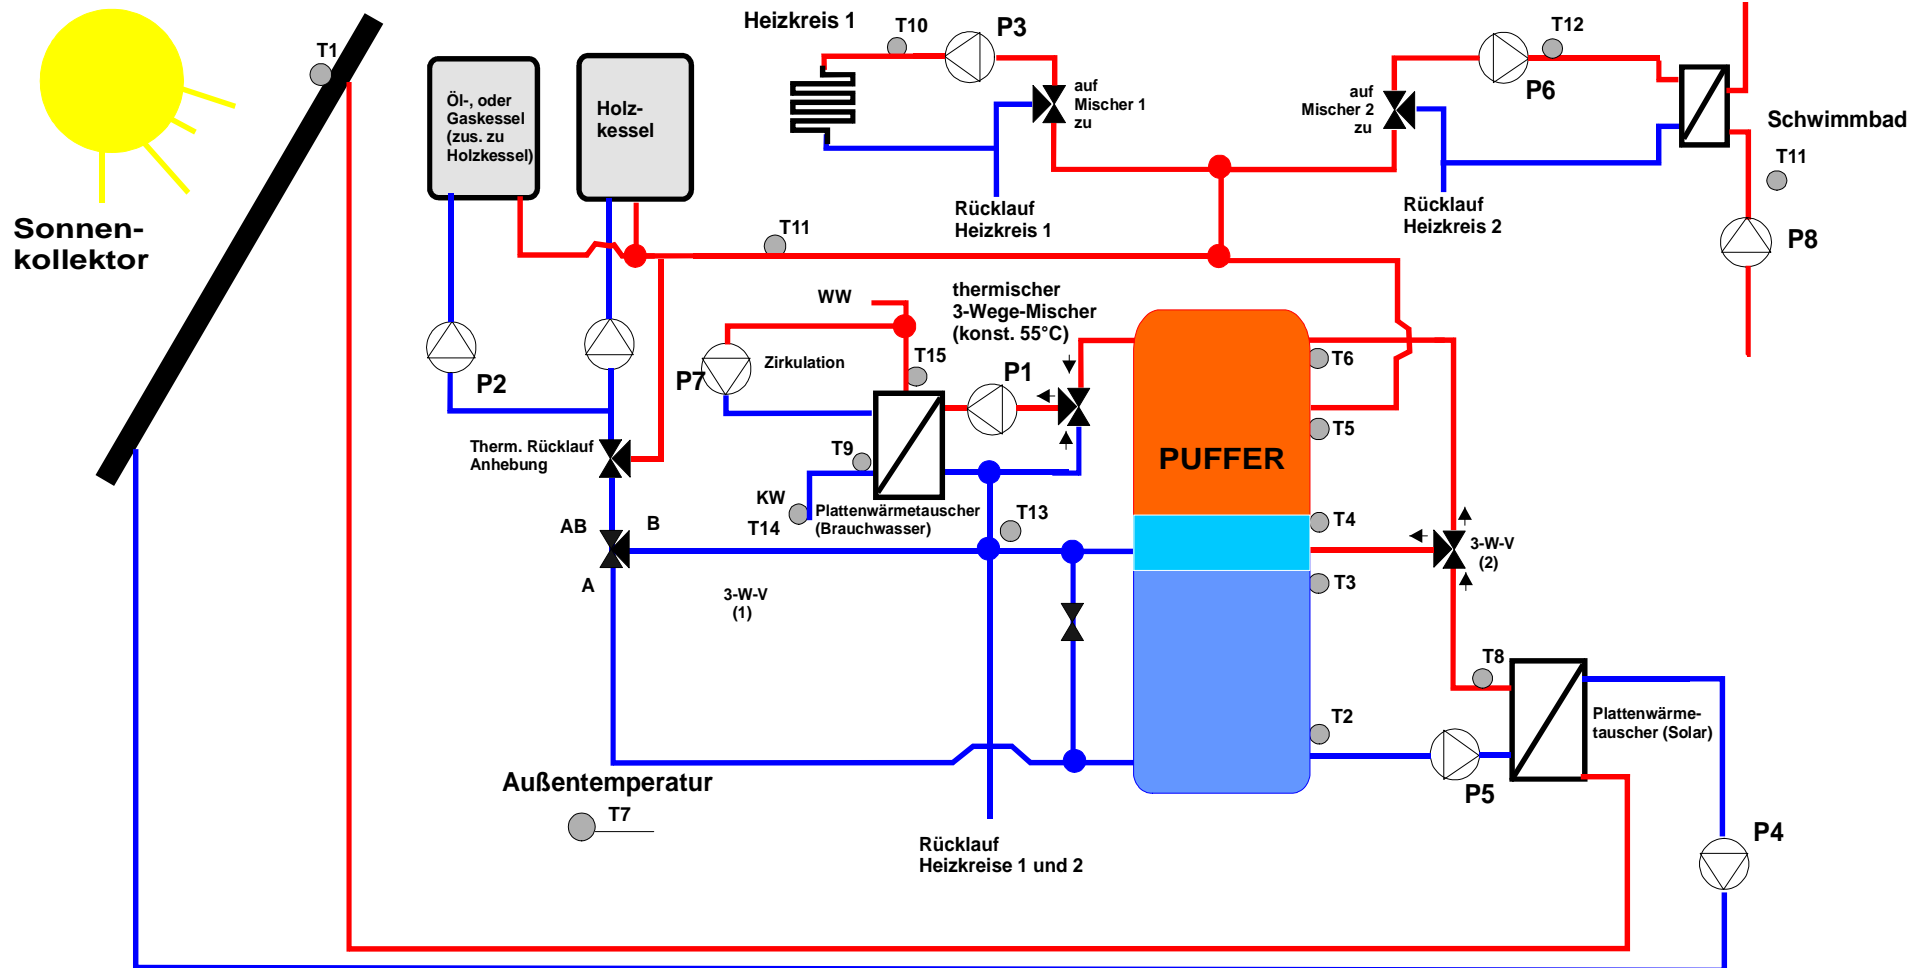 Heizkreis 1
T10
P3
T12
T1
P6
auf
Mischer 1
zu
auf
Mischer 2
zu
Öl-, oder
Gaskessel
(zus. zu
Holzkessel)
Holz-
kessel
Schwimmbad
T11
Rücklauf
Heizkreis 1
Rücklauf
Heizkreis 2
P8
Sonnen-
kollektor
T11
WW
thermischer
3-Wege-Mischer
(konst. 55°C)
Zirkulation
T15
P1
P2
P7
T6
T5
Therm. Rücklauf
Anhebung
T9
PUFFER
KW
T14
Plattenwärmetauscher
(Brauchwasser)
T13
T4
AB
B
3-W-V
(2)
A
3-W-V
(1)
T3
T8
Plattenwärme-
tauscher (Solar)
T2
P5
Außentemperatur
T7
P4
Rücklauf
Heizkreise 1 und 2